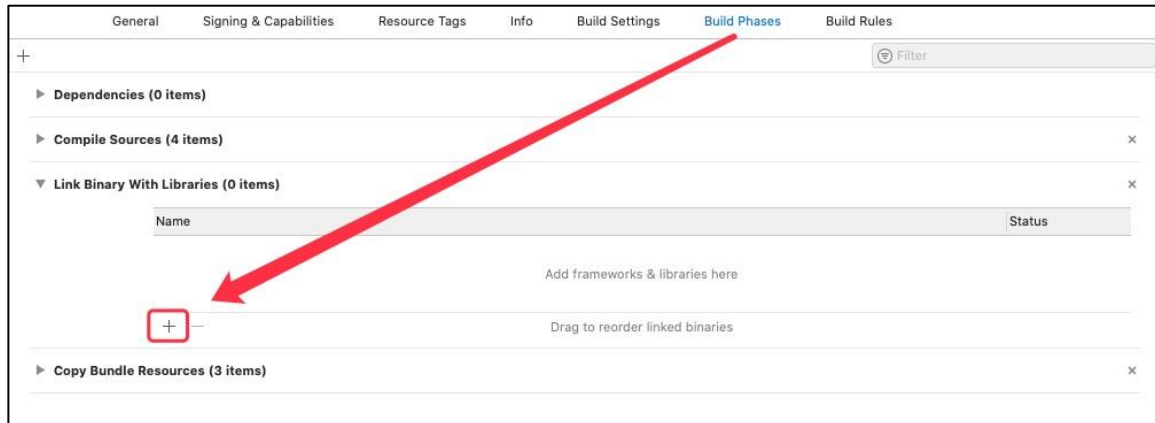 General Signing & Capabilities Resource Tags Info Build Settings Build Phases Build Rules
+ Filter
Dependencies (0 items)
Compile Sources (4 items) ×
Link Binary With Libraries (0 items) ×
Name Status
Add frameworks & libraries here
+ — Drag to reorder linked binaries
Copy Bundle Resources (3 items) ×